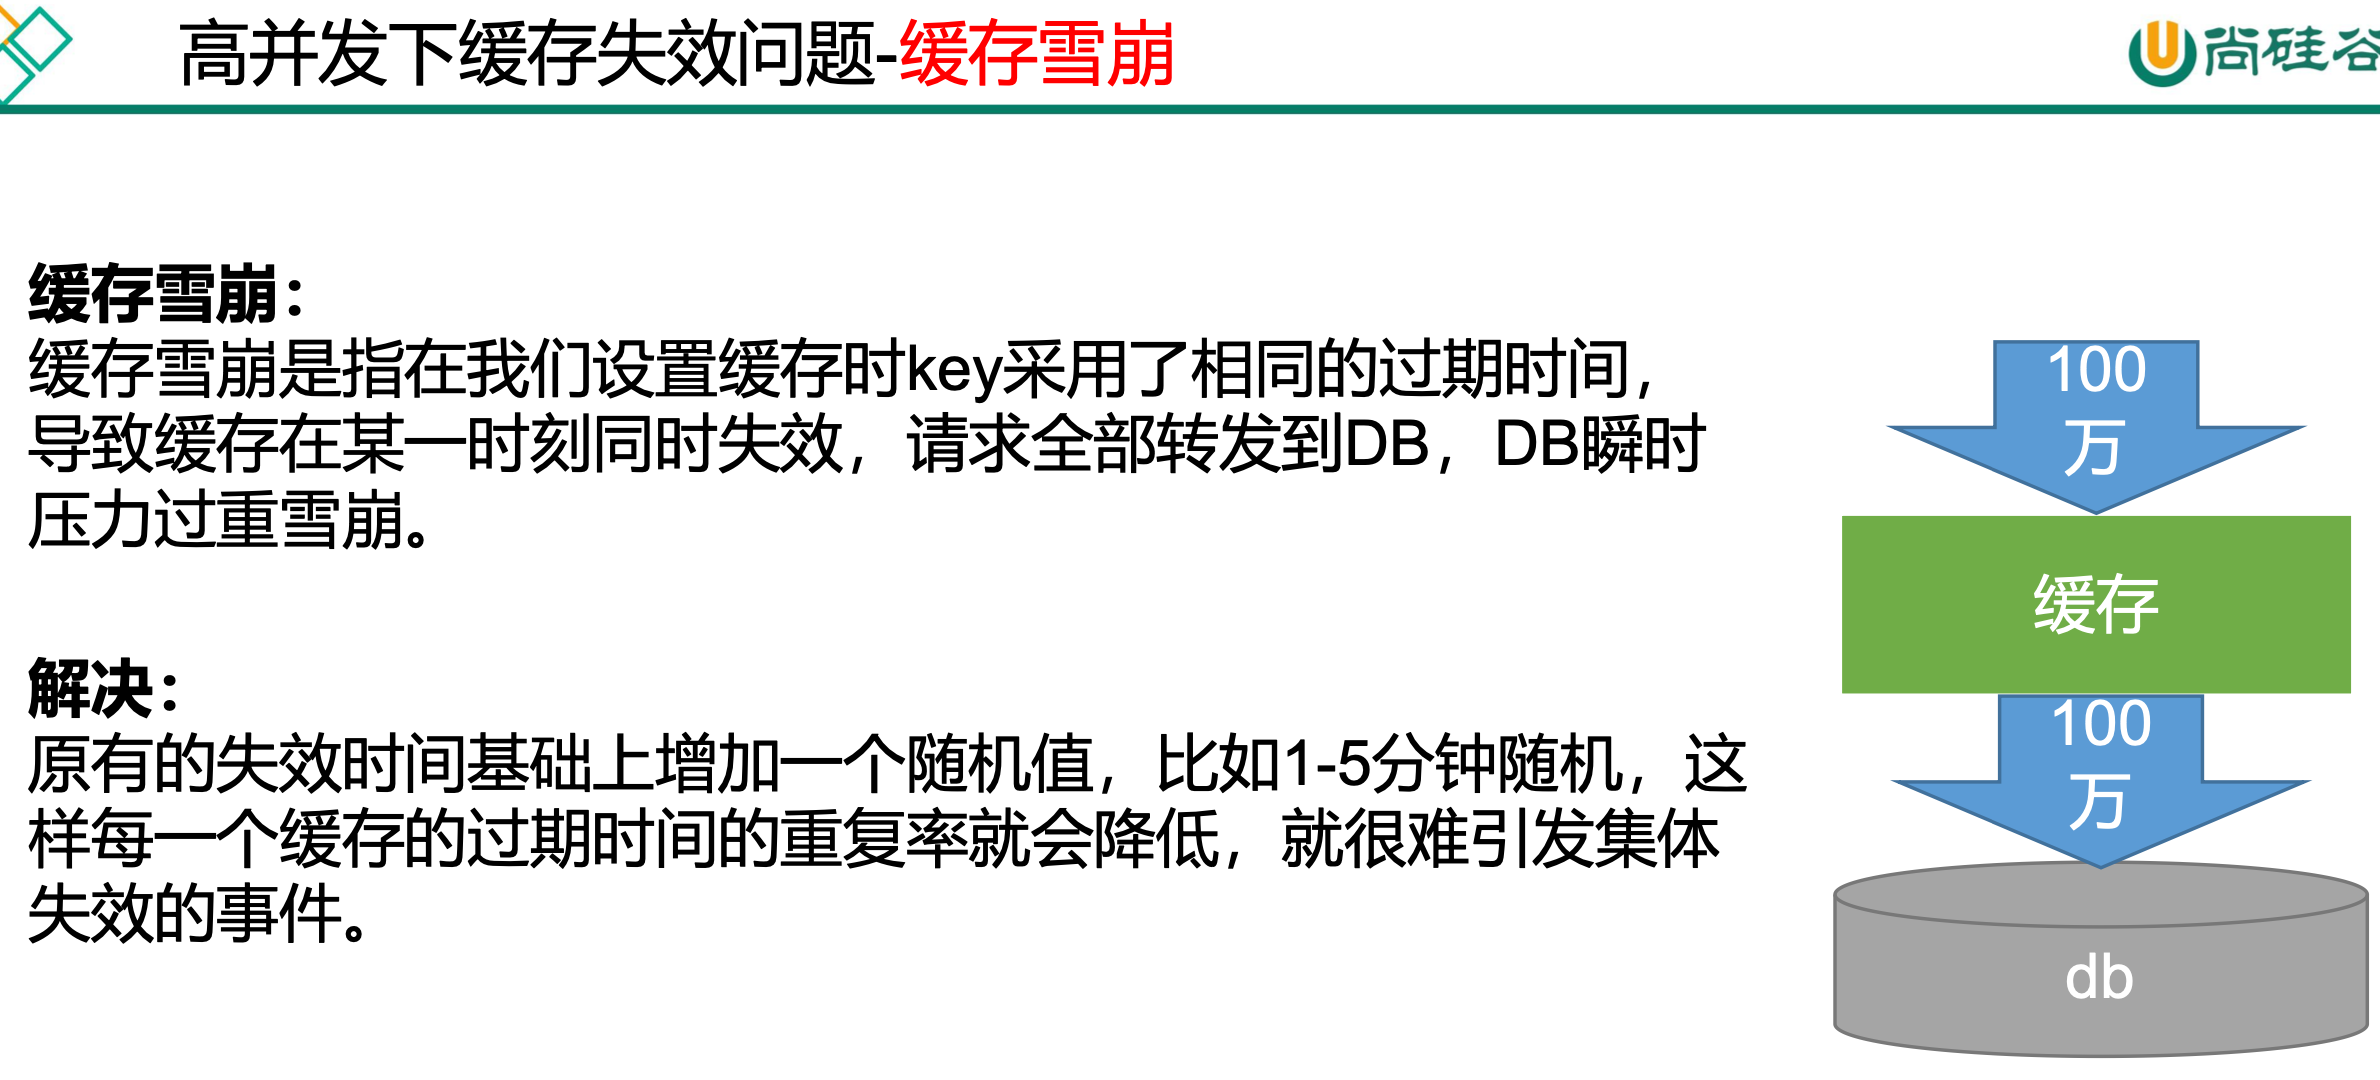 高并发下缓存失效问题-缓存雪崩
尚硅谷
缓存雪崩：
缓存雪崩是指在我们设置缓存时key采用了相同的过期时间，
导致缓存在某一时刻同时失效，请求全部转发到DB，DB瞬时
压力过重雪崩。
解决：
原有的失效时间基础上增加一个随机值，比如1-5分钟随机，这
样每一个缓存的过期时间的重复率就会降低，就很难引发集体
失效的事件。
100
万
缓存
100
万
db